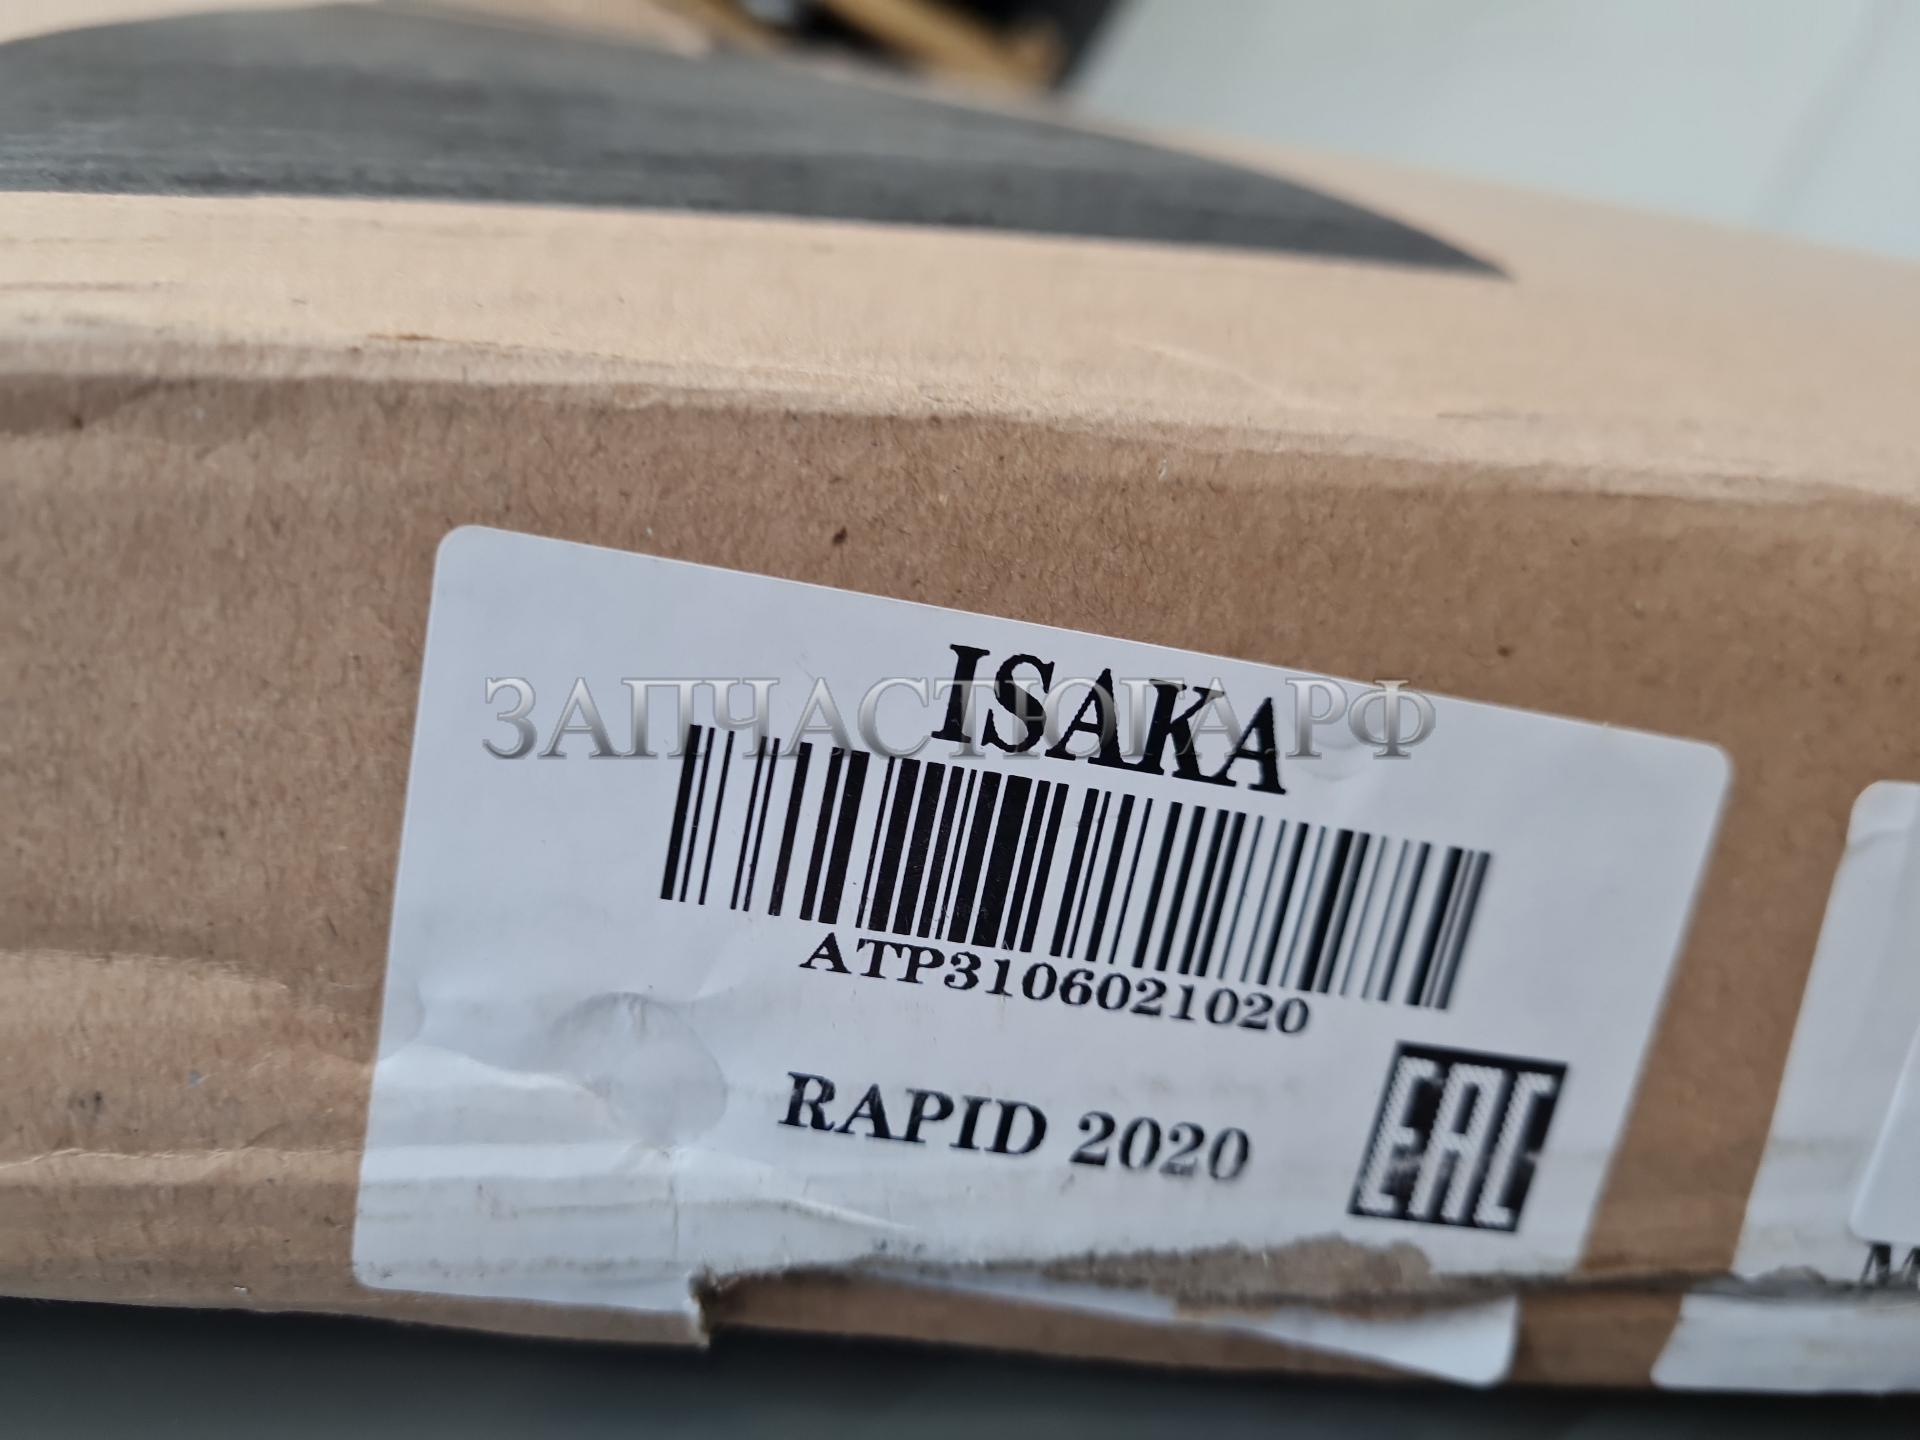 ISAKA
ЗАПЧАСТЮГА.РФ
ATP3106021020
RAPID 2020
EAC